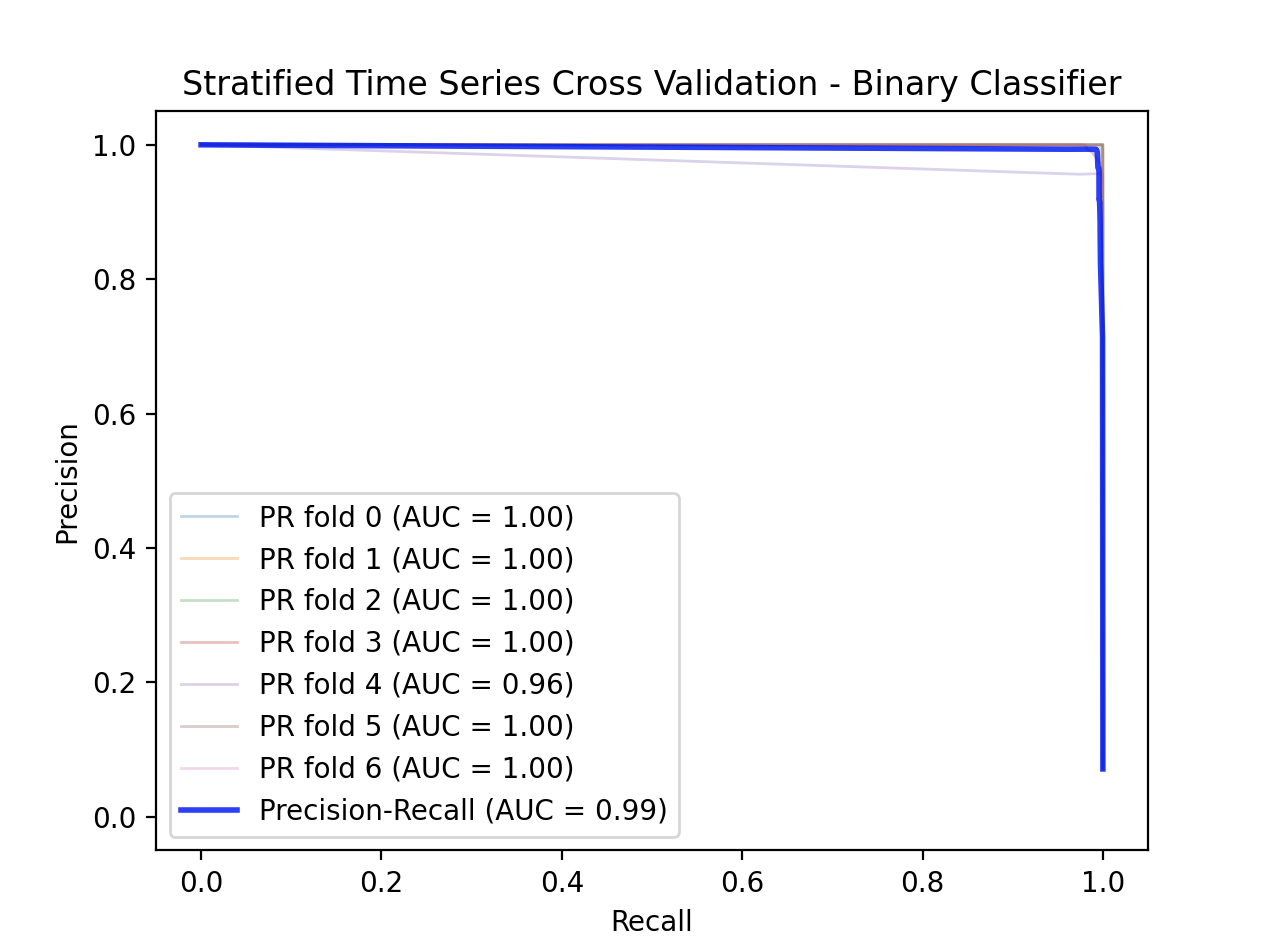 Stratified Time Series Cross Validation - Binary Classifier
1.0
0.8
0.6
0.4
0.2
0.0
Precision
PR fold 0 (AUC = 1.00)
PR fold 1 (AUC = 1.00)
PR fold 2 (AUC = 1.00)
PR fold 3 (AUC = 1.00)
PR fold 4 (AUC = 0.96)
PR fold 5 (AUC = 1.00)
PR fold 6 (AUC = 1.00)
Precision-Recall (AUC = 0.99)
0.0 0.2 0.4 0.6 0.8 1.0
Recall